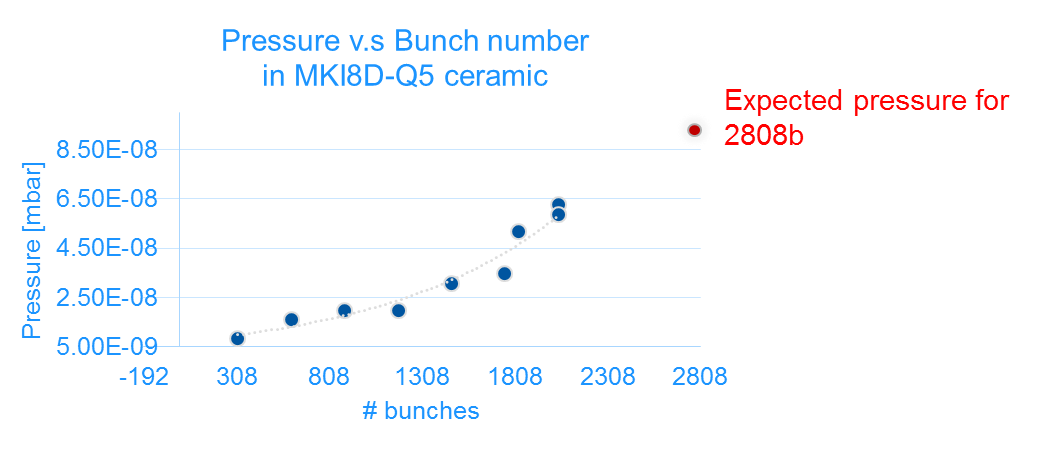 Pressure v.s Bunch number
in MKI8D-Q5 ceramic
Expected pressure for
2808b
Pressure [mbar]
8.50E-08
6.50E-08
4.50E-08
2.50E-08
5.00E-09
-192 308 808 1308 1808 2308 2808
# bunches